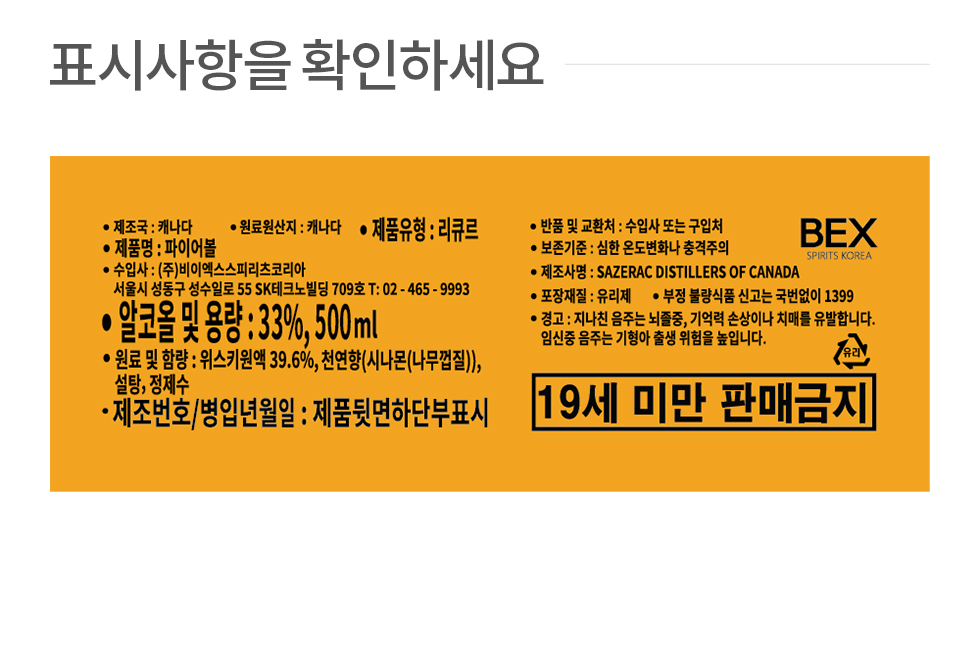 표시사항을 확인하세요
• 제조국 : 캐나다 • 원료원산지 : 캐나다 • 제품유형 : 리큐르
• 제품명 : 파이어볼
• 수입사 : (주)비이엑스스피리츠코리아
서울시 성동구 성수일로 55 SK테크노빌딩 709호 T: 02 - 465 - 9993
• 알코올 및 용량 : 33%, 500ml
• 원료 및 함량 : 위스키원액 39.6%, 천연향(시나몬(나무껍질)),
설탕, 정제수
• 제조번호/병입년월일 : 제품뒷면하단부표시
• 반품 및 교환처 : 수입사 또는 구입처
• 보존기준 : 심한 온도변화나 충격주의
• 제조사명 : SAZERAC DISTILLERS OF CANADA
• 포장재질 : 유리제 • 부정 불량식품 신고는 국번없이 1399
• 경고 : 지나친 음주는 뇌졸중, 기억력 손상이나 치매를 유발합니다.
임신중 음주는 기형아 출생 위험을 높입니다.
BEX
SPIRITS KOREA
유리
19세 미만 판매금지